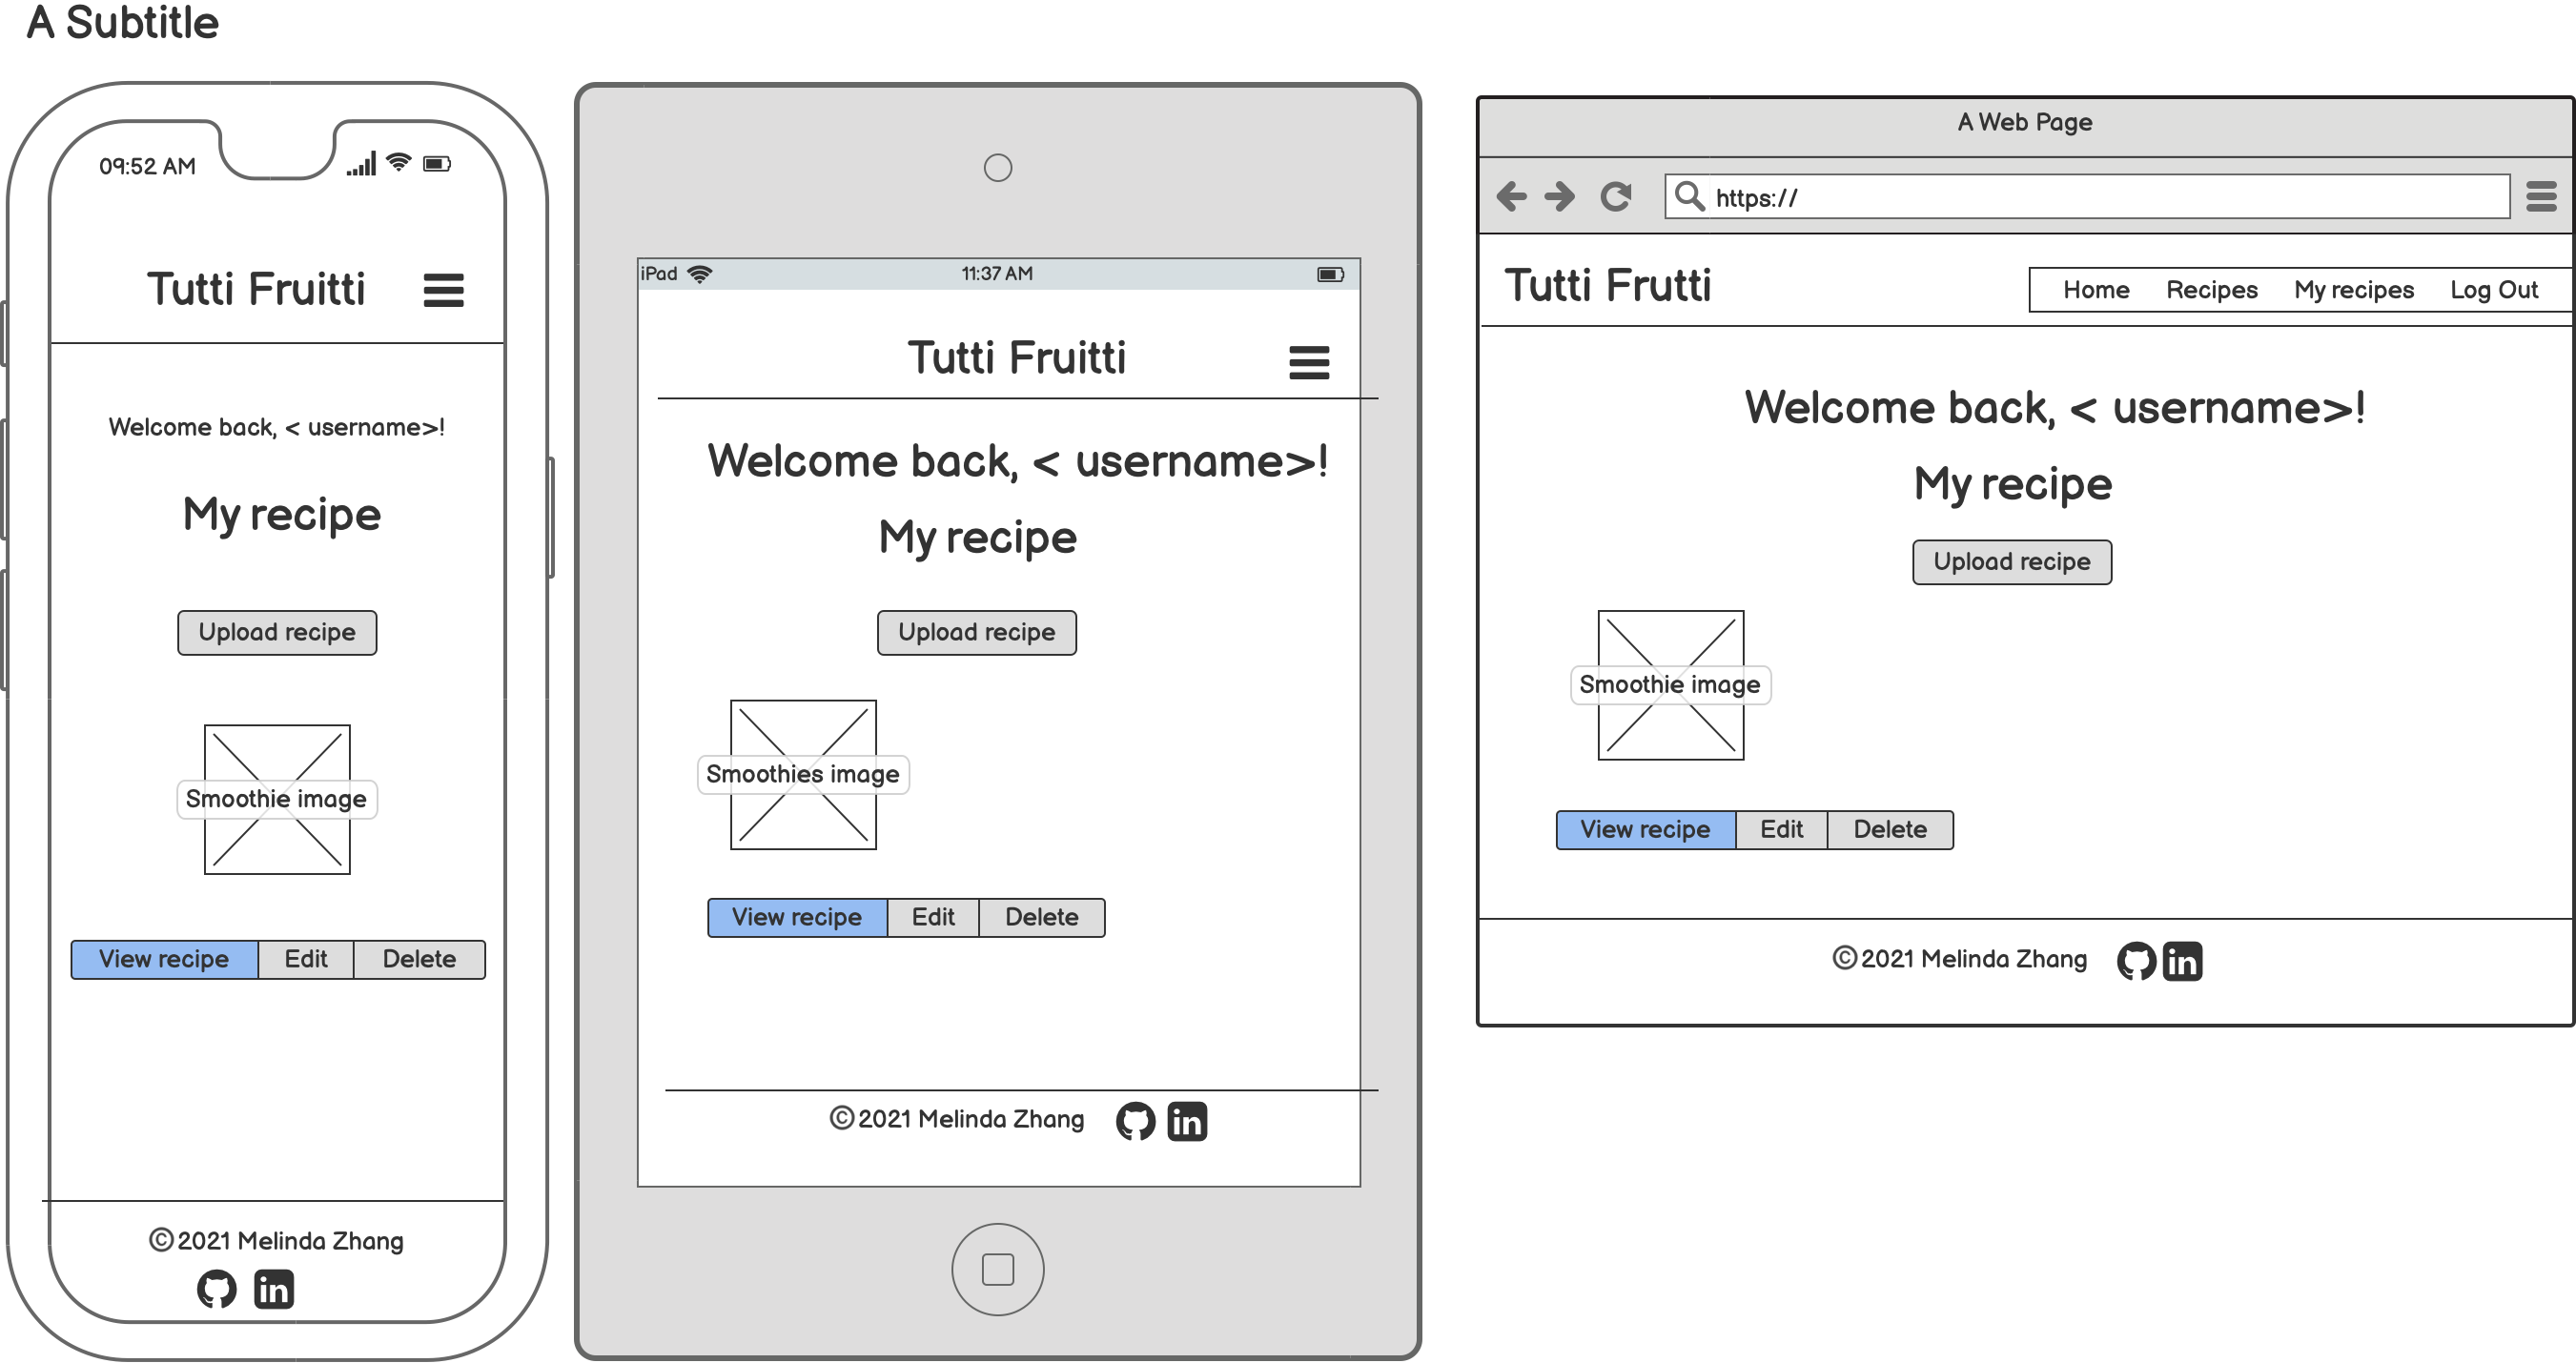 A Subtitle
09:52 AM
Tutti Fruitti
Welcome back, < username>!
My recipe
Upload recipe
Smoothie image
View recipe Edit Delete
©2021 Melinda Zhang
in
iPad 11:37 AM
Tutti Fruitti
Welcome back, < username>!
My recipe
Upload recipe
Smoothies image
View recipe Edit Delete
©2021 Melinda Zhang in
A Web Page
https://
Tutti Frutti Home Recipes My recipes Log Out
Welcome back, < username>!
My recipe
Upload recipe
Smoothie image
View recipe Edit Delete
©2021 Melinda Zhang in